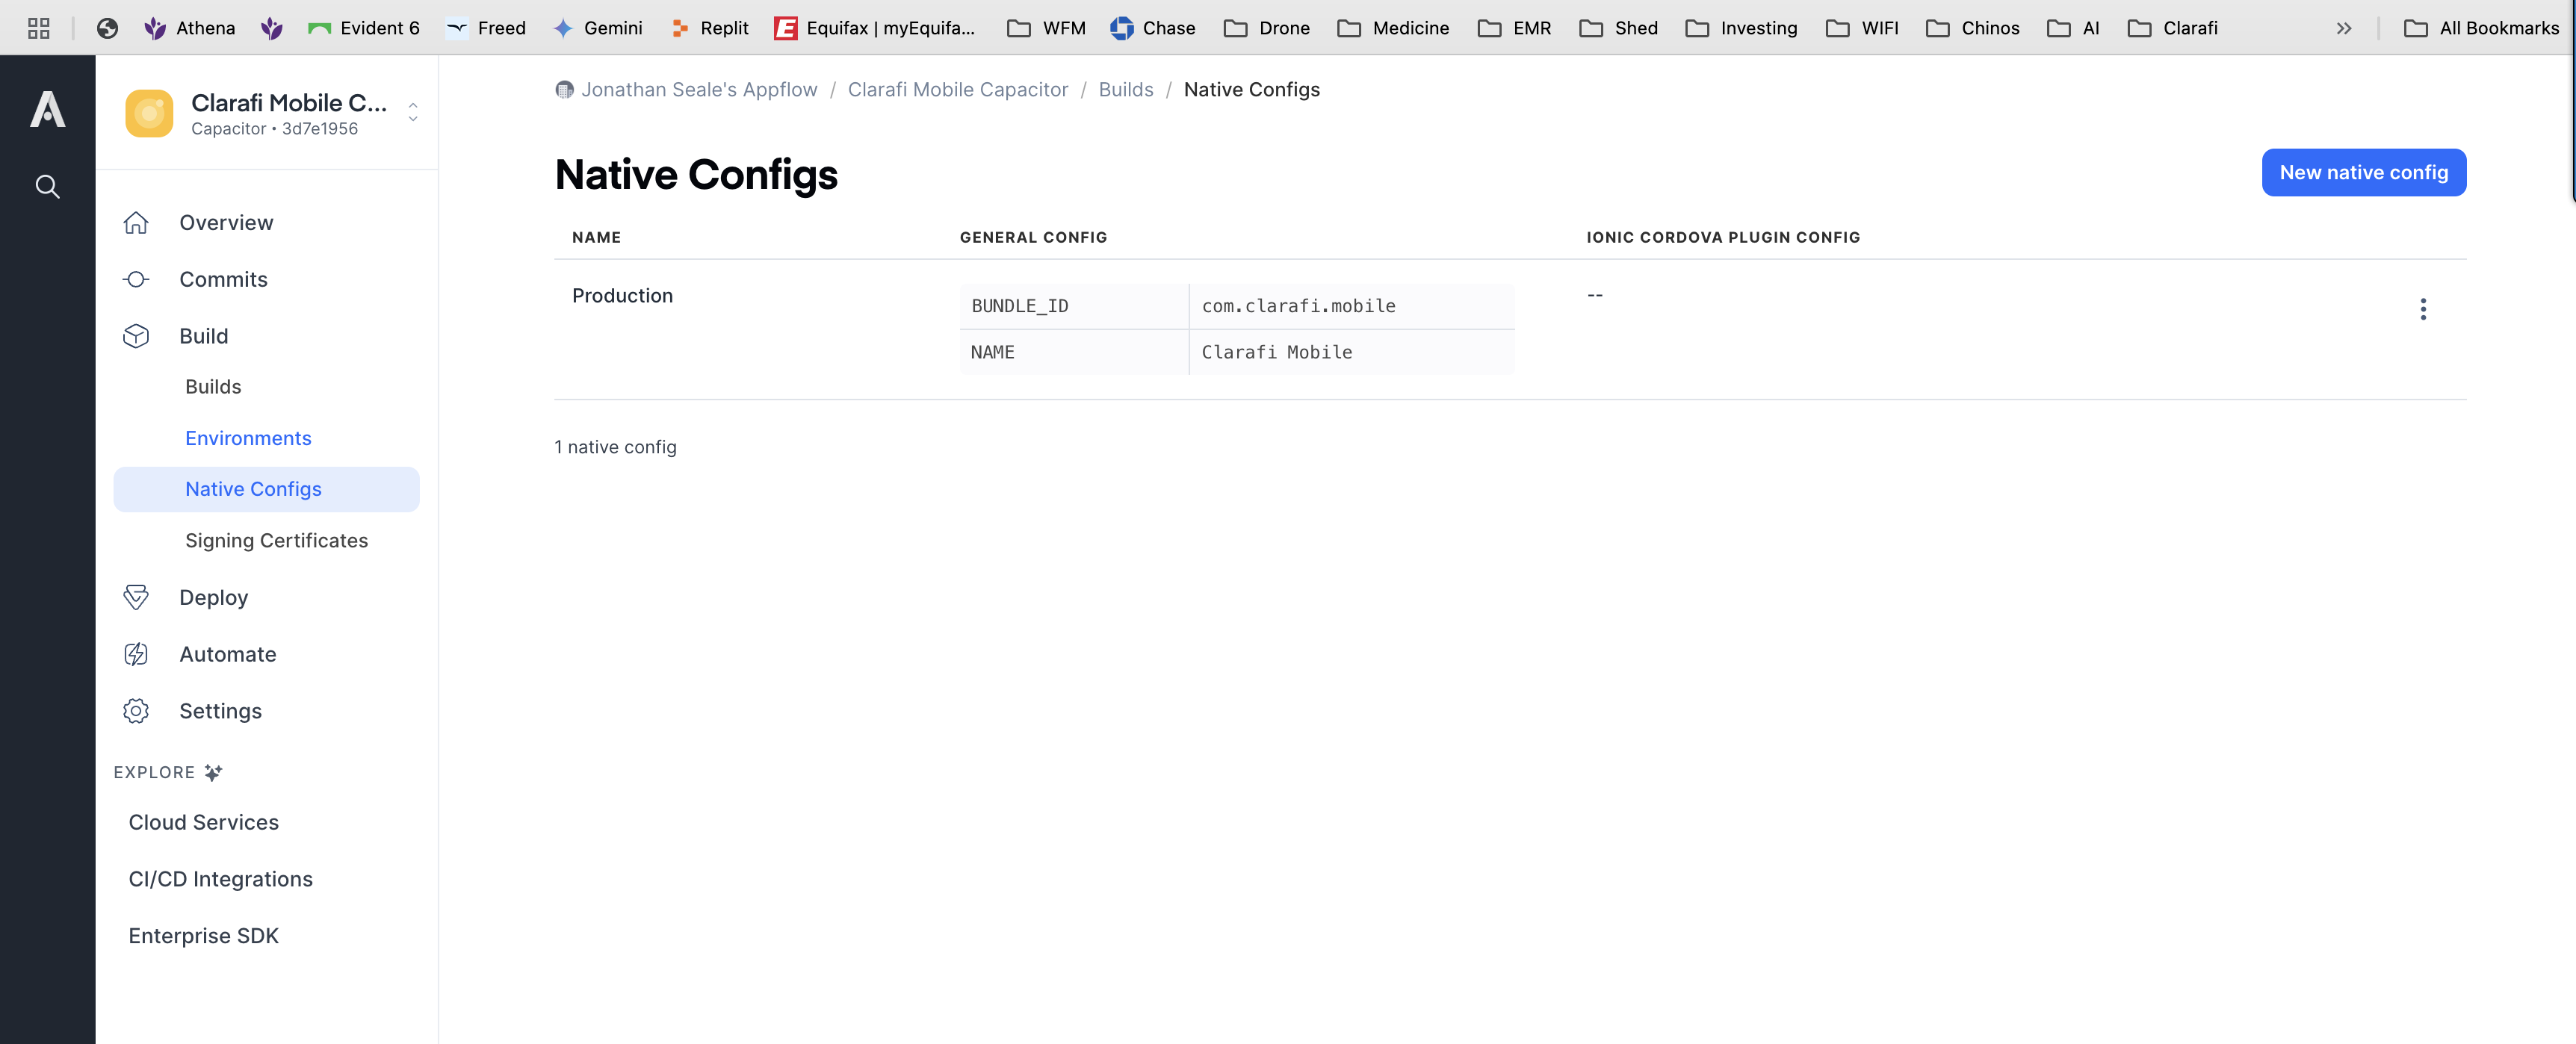 Athena Evident 6 Freed Gemini Replit Equifax | myEquifa... WFM Chase Drone Medicine EMR Shed Investing WIFI Chinos AI Clarafi » All Bookmarks
Clarafi Mobile C...
Capacitor • 3d7e1956
Overview
Commits
Build
Builds
Environments
Native Configs
Signing Certificates
Deploy
Automate
Settings
EXPLORE
Cloud Services
CI/CD Integrations
Enterprise SDK
Jonathan Seale's Appflow / Clarafi Mobile Capacitor / Builds / Native Configs
Native Configs
New native config
NAME GENERAL CONFIG IONIC CORDOVA PLUGIN CONFIG
Production BUNDLE_ID com.clarafi.mobile --
NAME Clarafi Mobile
1 native config